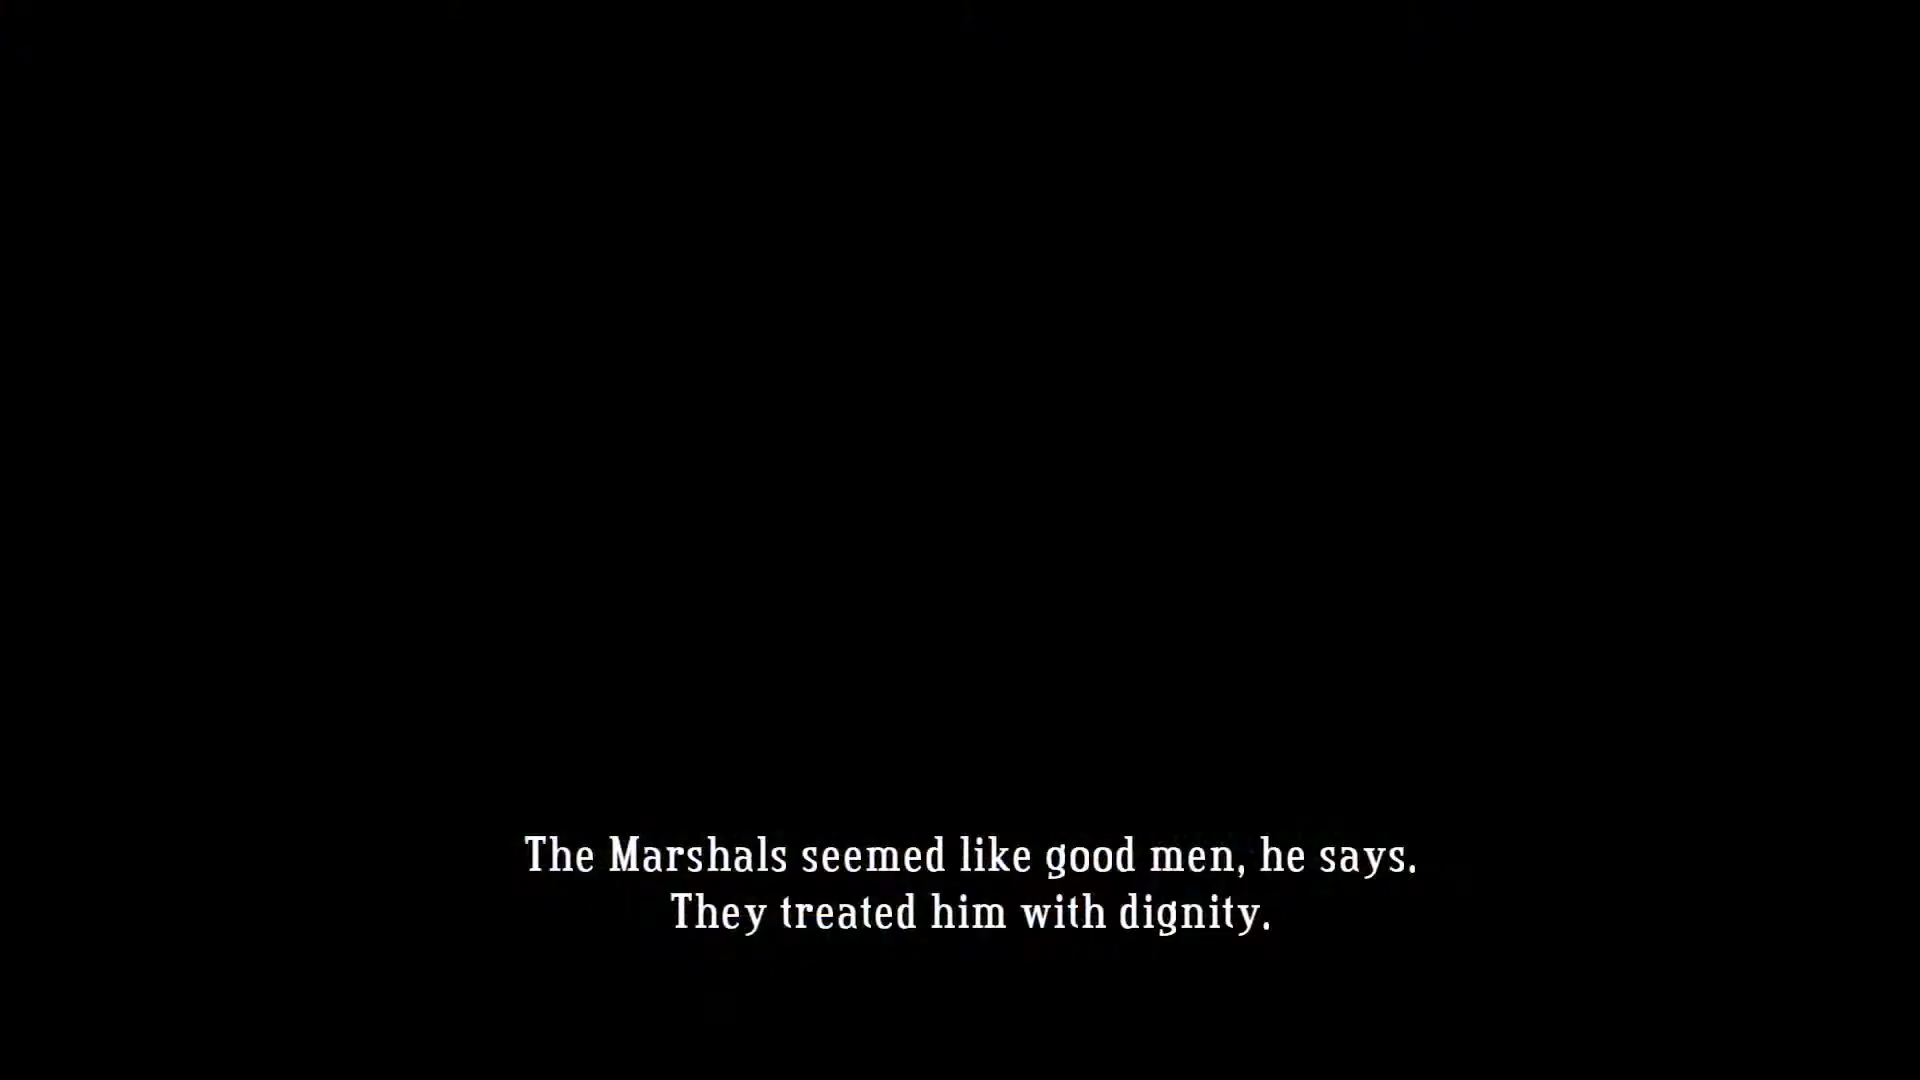 The Marshals seemed like good men, he says.
They treated him with dignity.